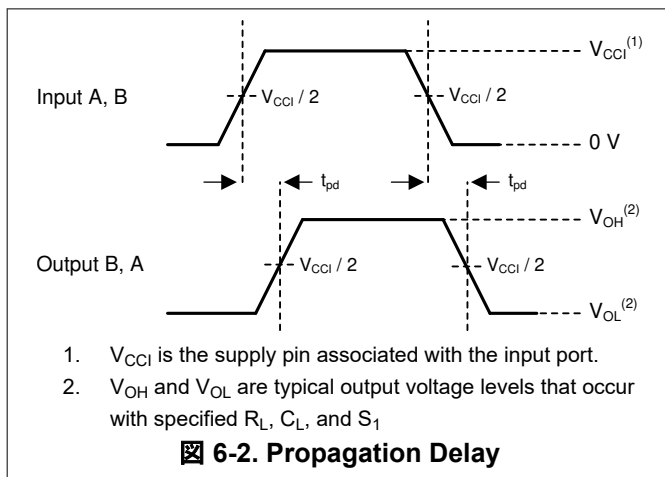 V_CCI^(1)
Input A, B
V_CCI / 2
V_CCI / 2
0 V
t_pd
t_pd
V_OH^(2)
Output B, A
V_CCI / 2
V_CCI / 2
V_OL^(2)
1. V_CCI is the supply pin associated with the input port.
2. V_OH and V_OL are typical output voltage levels that occur
with specified R_L, C_L, and S_1
図 6-2. Propagation Delay